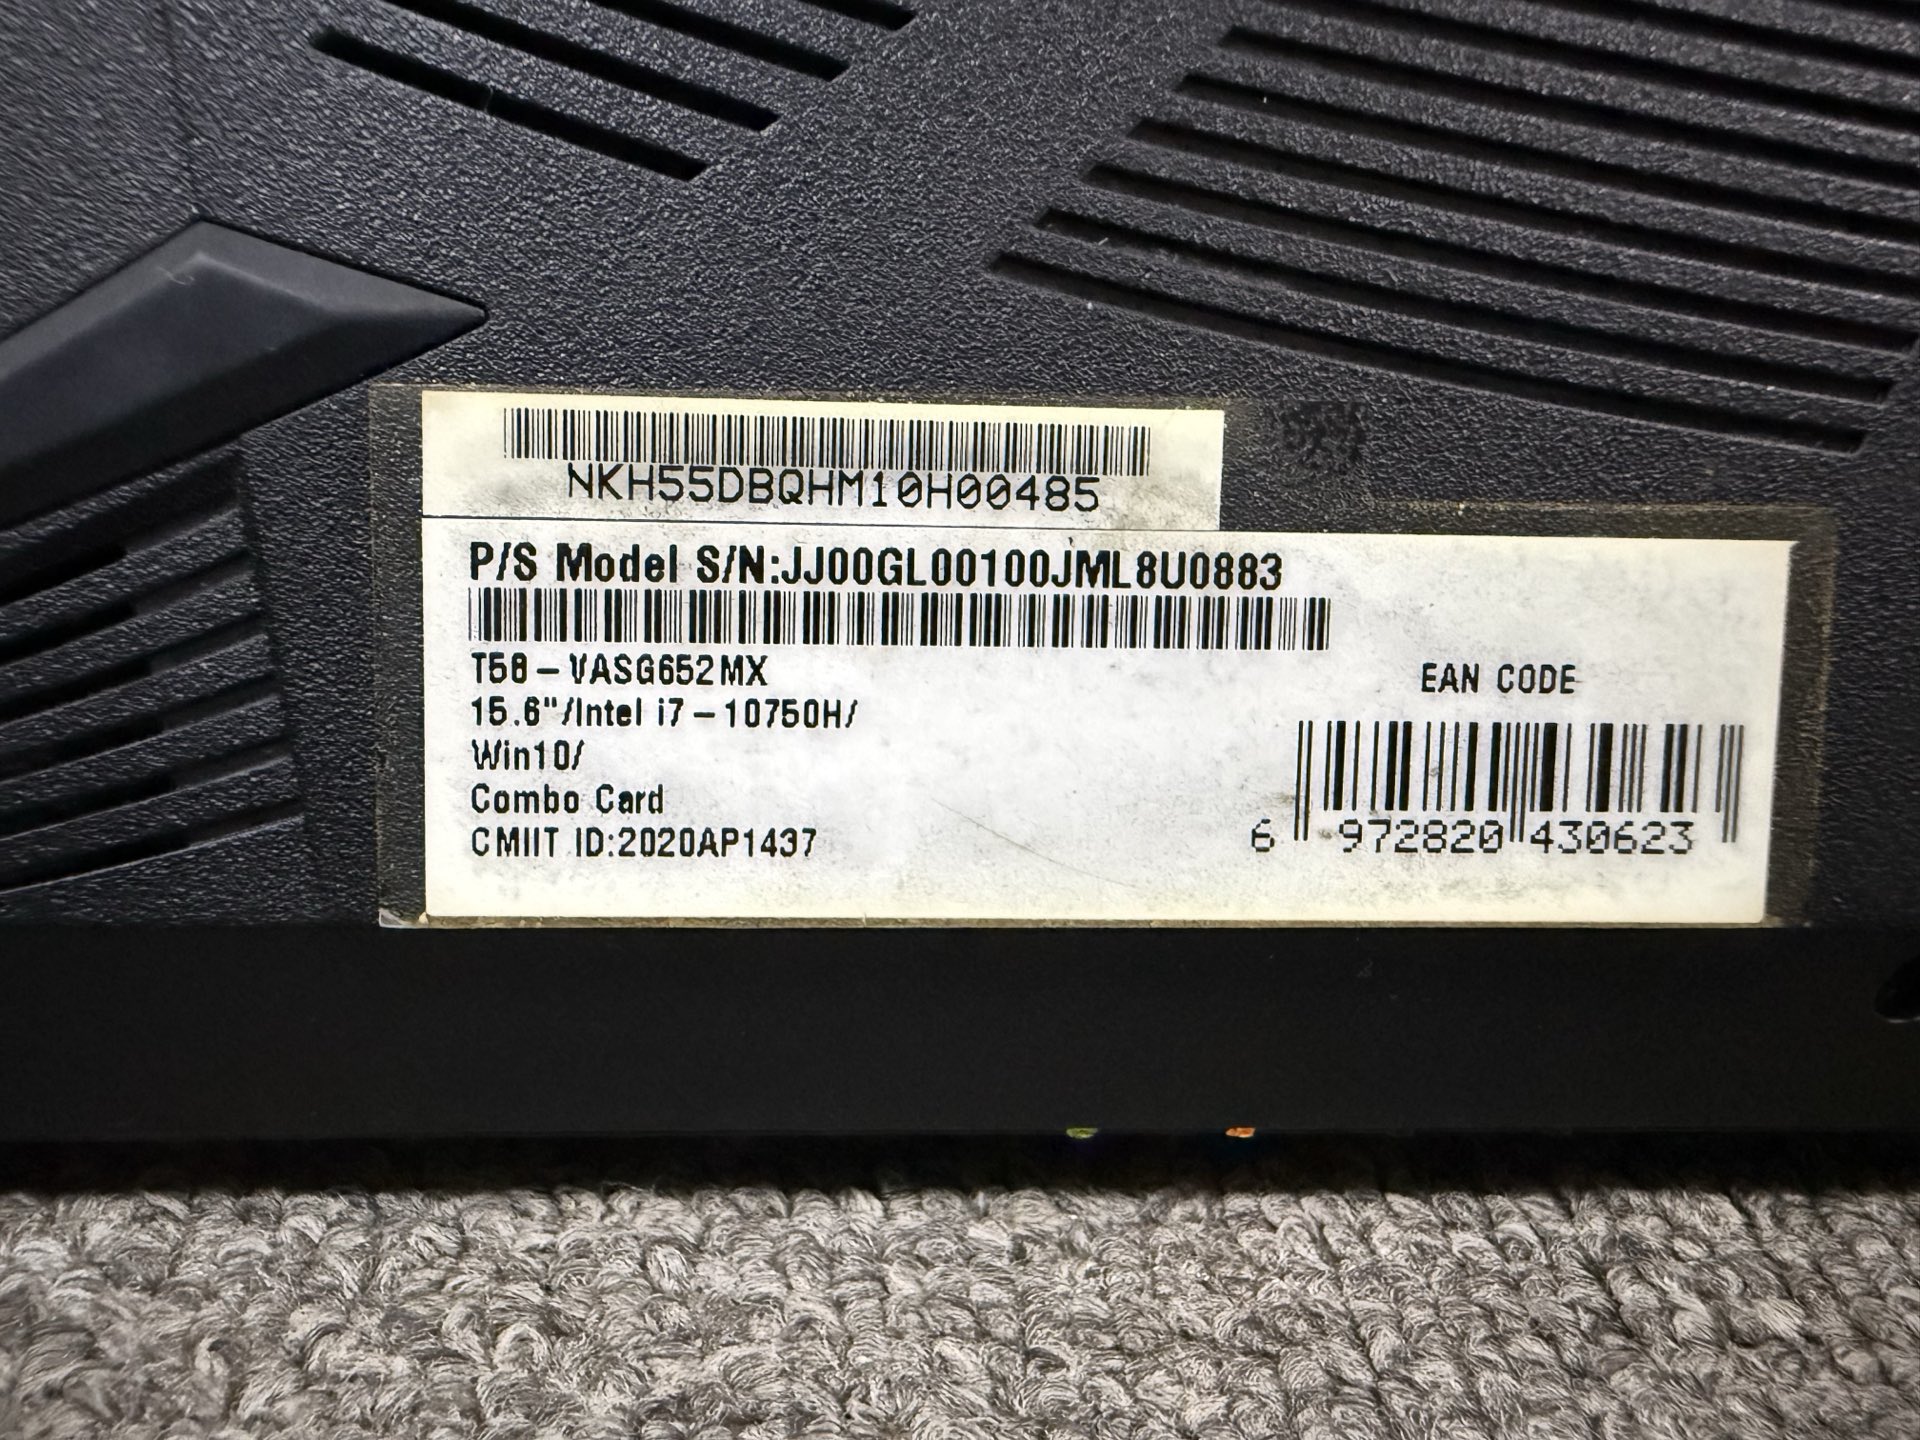 NKH55DBQHM10H00485
P/S Model S/N:JJ00GL00100JML8U0883
T58-VASG652MX
15.6"/Intel i7-10750H/
Win10/
Combo Card
CMIIT ID:2020AP1437
EAN CODE
6 972820 430623